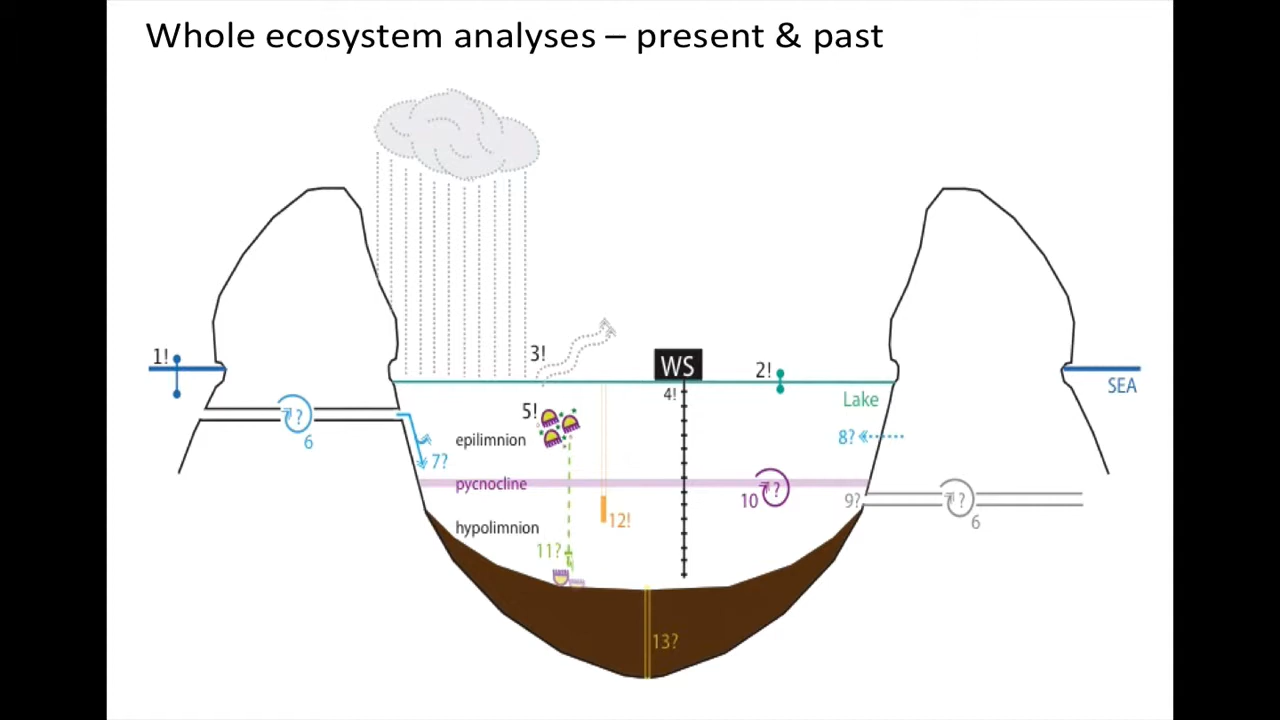 Whole ecosystem analyses – present & past
1!
3!
WS
2!
4!
SEA
Lake
5!
?
6
epilimnion
8?
7?
pycnocline
10
?
9?
?
6
12!
hypolimnion
11?
13?